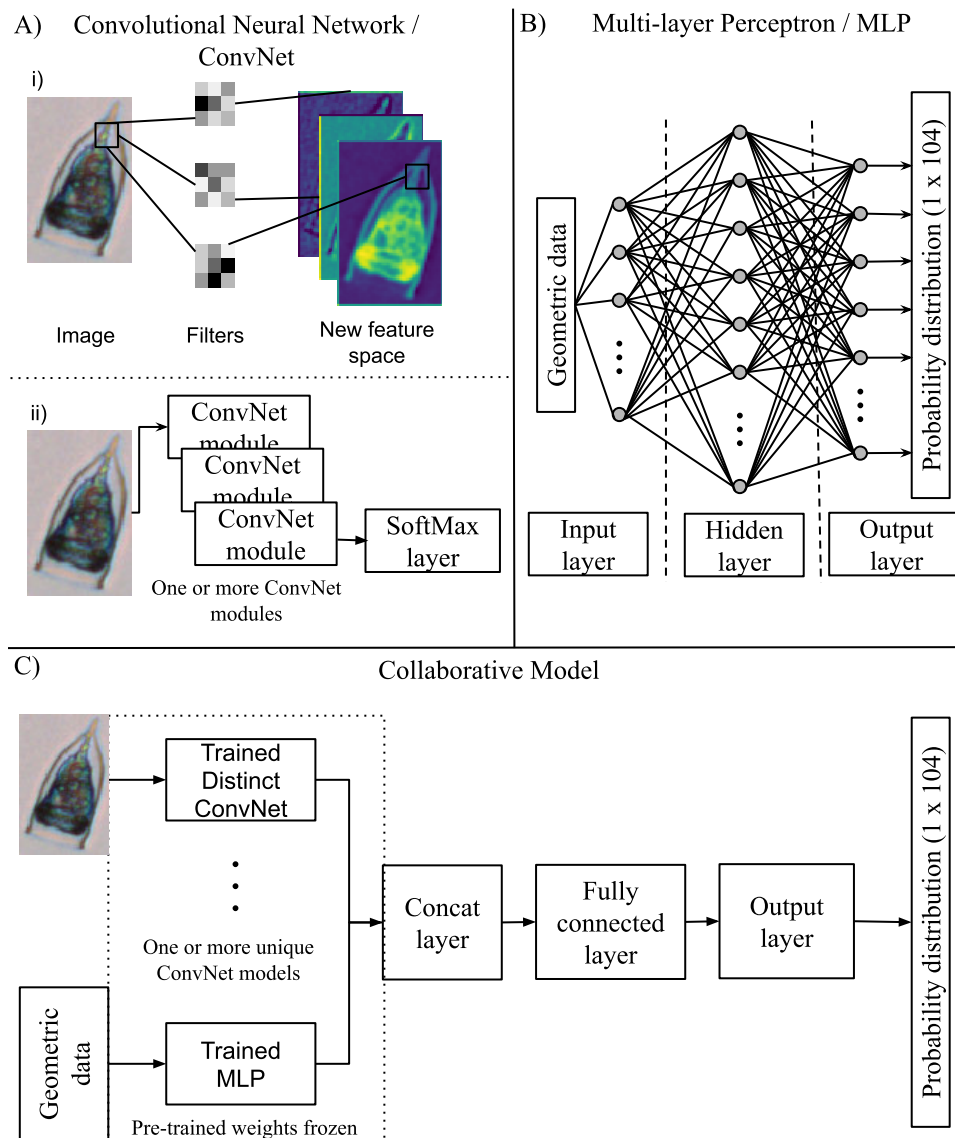 A)
Convolutional Neural Network /
ConvNet
i)
Image
Filters
New feature
space
ii)
ConvNet
module
ConvNet
module
ConvNet
module
SoftMax
layer
One or more ConvNet
modules
B)
Multi-layer Perceptron / MLP
Geometric data
Probability distribution (1 x 104)
Input
layer
Hidden
layer
Output
layer
C)
Collaborative Model
Trained
Distinct
ConvNet
One or more unique
ConvNet models
Geometric
data
Trained
MLP
Pre-trained weights frozen
Concat
layer
Fully
connected
layer
Output
layer
Probability distribution (1 x 104)